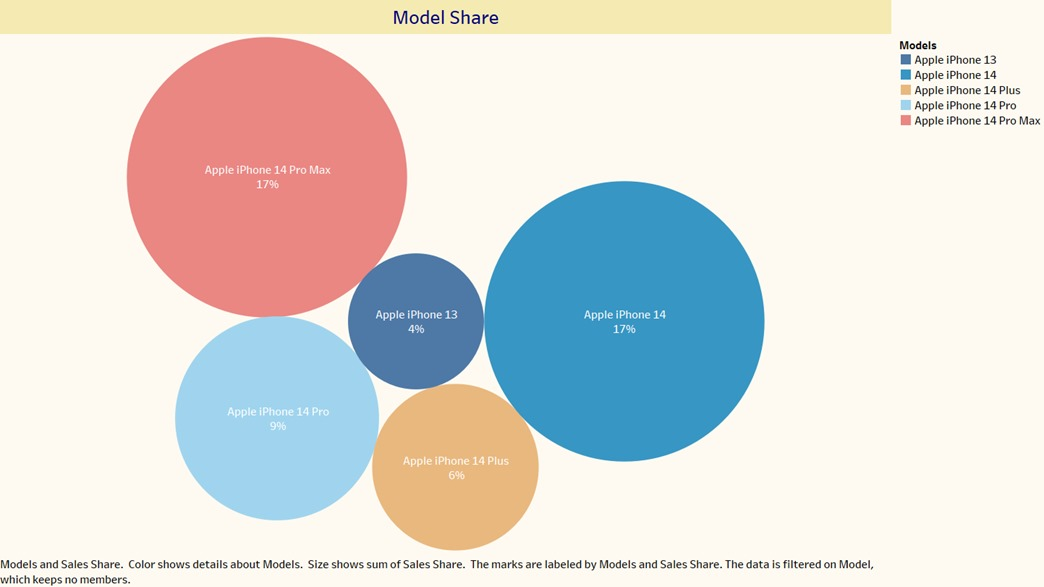 Model Share
Models
Apple iPhone 13
Apple iPhone 14
Apple iPhone 14 Plus
Apple iPhone 14 Pro
Apple iPhone 14 Pro Max
Apple iPhone 14 Pro Max
17%
Apple iPhone 13
4%
Apple iPhone 14
17%
Apple iPhone 14 Pro
9%
Apple iPhone 14 Plus
6%
Models and Sales Share. Color shows details about Models. Size shows sum of Sales Share. The marks are labeled by Models and Sales Share. The data is filtered on Model,
which keeps no members.